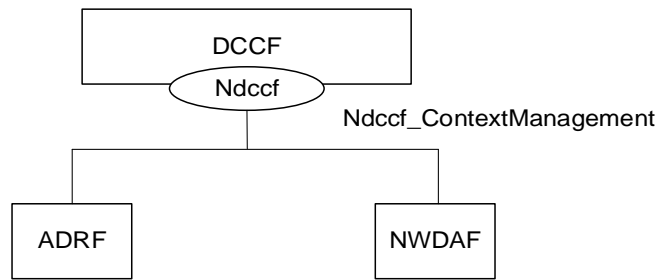 DCCF
Ndccf
Ndccf_ContextManagement
ADRF
NWDAF